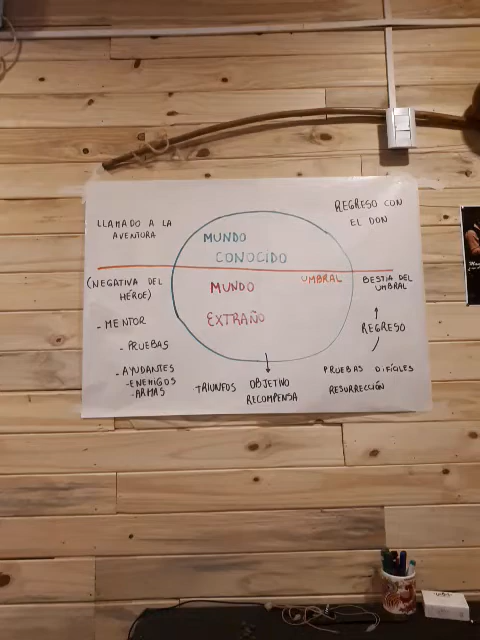 LLAMADO A LA
AVENTURA
MUNDO
CONOCIDO
REGRESO CON
EL DON
UMBRAL
(NEGATIVA DEL
HÉROE)
- MENTOR
- PRUEBAS
- AYUDANTES
- ENEMIGOS
- ARMAS
MUNDO
EXTRAÑO
TRIUNFOS
OBJETIVO
RECOMPENSA
BESTIA DEL
UMBRAL
REGRESO
PRUEBAS DIFÍCILES
RESURRECCIÓN